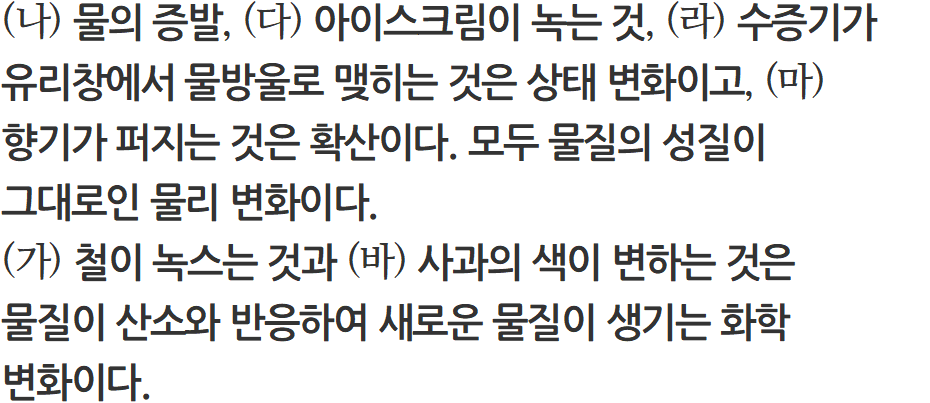 (나) 물의 증발, (다) 아이스크림이 녹는 것, (라) 수증기가
유리창에서 물방울로 맺히는 것은 상태 변화이고, (마)
향기가 퍼지는 것은 확산이다. 모두 물질의 성질이
그대로인 물리 변화이다.
(가) 철이 녹스는 것과 (바) 사과의 색이 변하는 것은
물질이 산소와 반응하여 새로운 물질이 생기는 화학
변화이다.